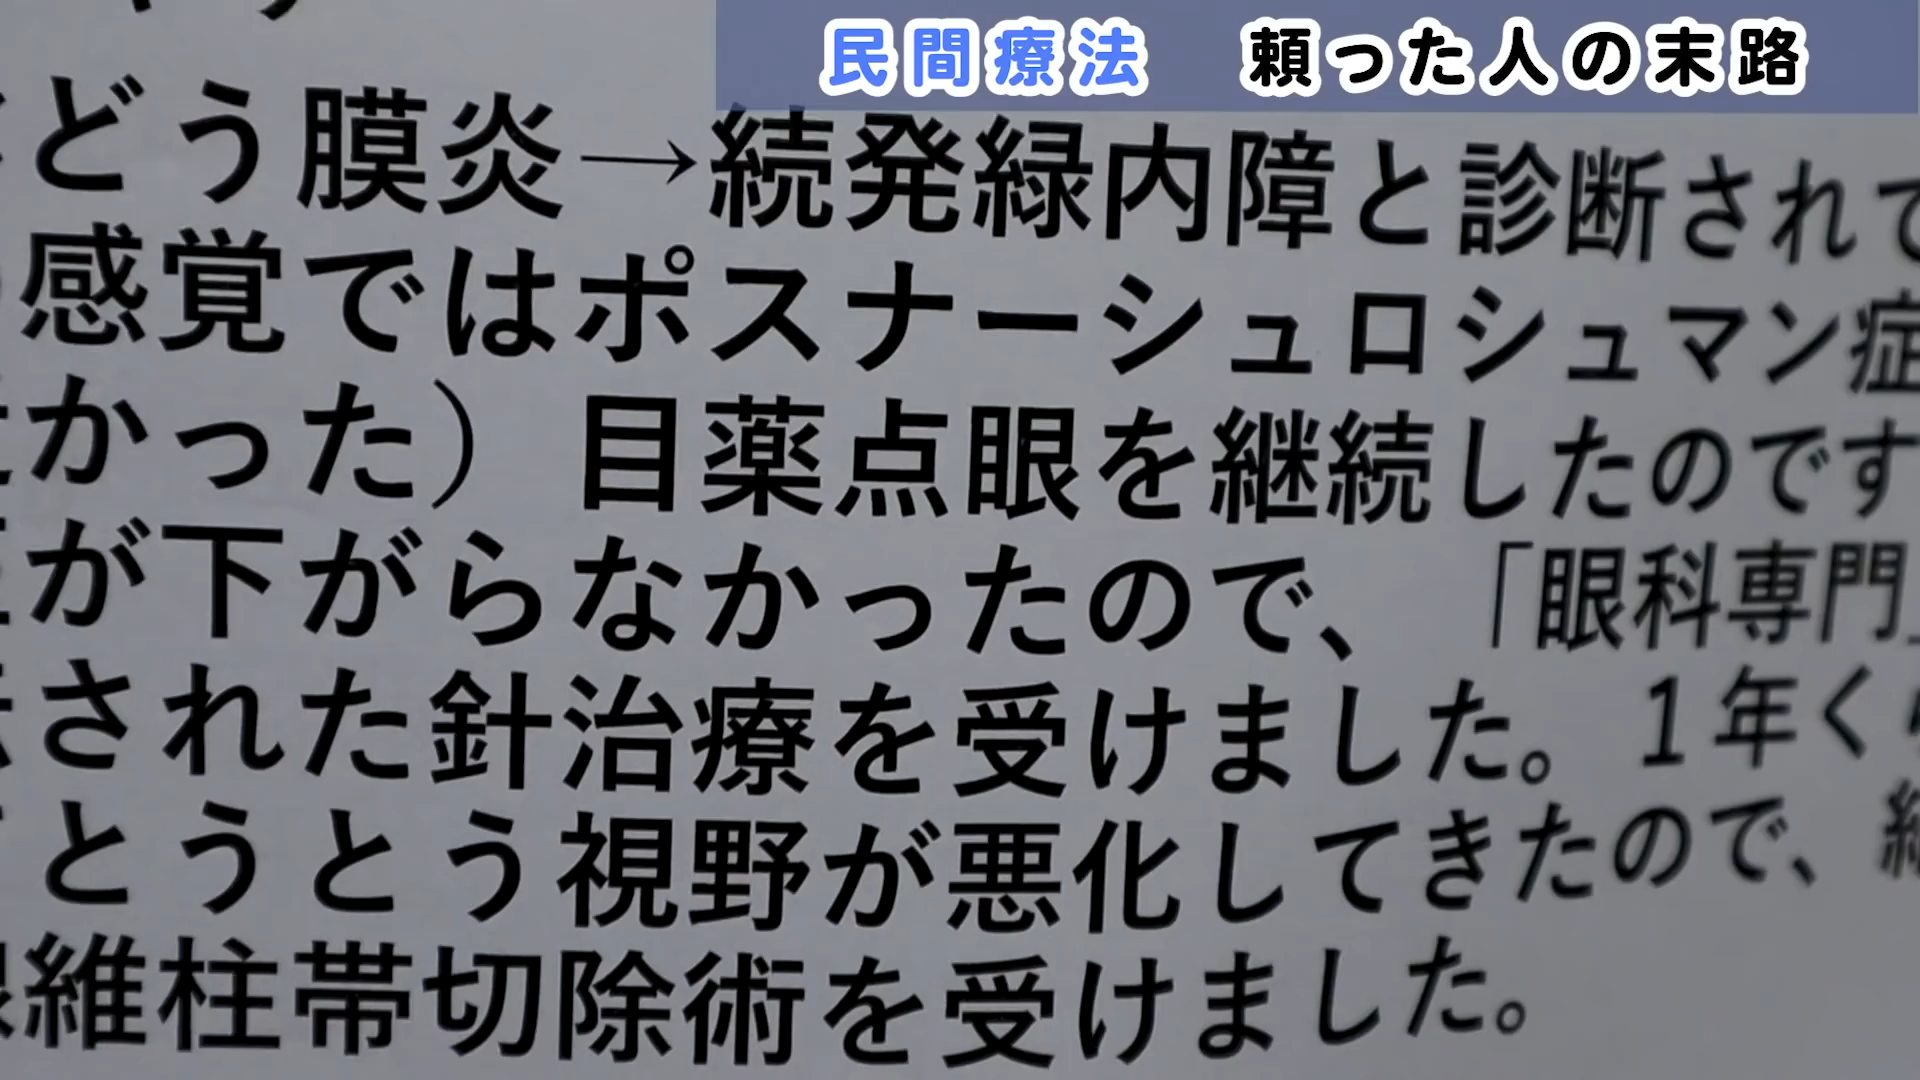 民間療法 頼った人の末路
どう膜炎→続発緑内障と診断されて
感覚ではポスナーシュロシュマン症
かった）目薬点眼を継続したのです
が下がらなかったので、「眼科専門」
された針治療を受けました。1年くら
とうとう視野が悪化してきたので、
線維柱帯切除術を受けました。